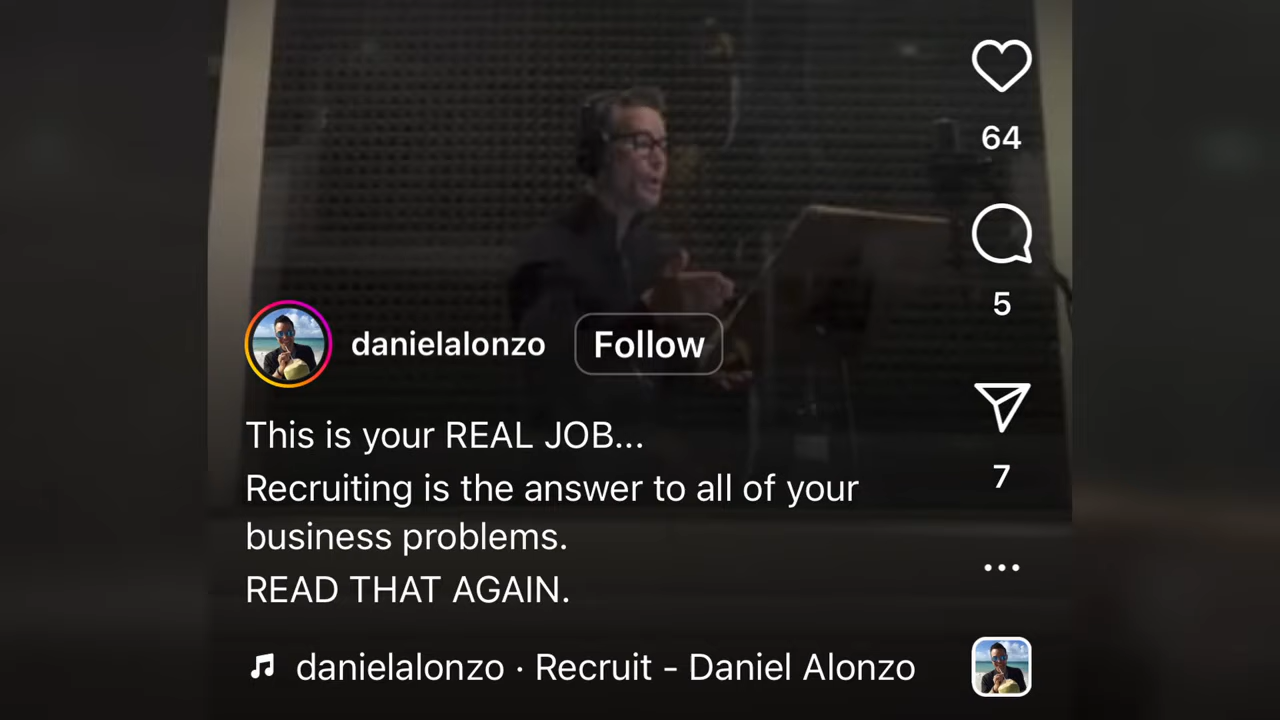 64
5
danielalonzo Follow
This is your REAL JOB...
Recruiting is the answer to all of your
business problems.
READ THAT AGAIN.
7
danielalonzo · Recruit - Daniel Alonzo